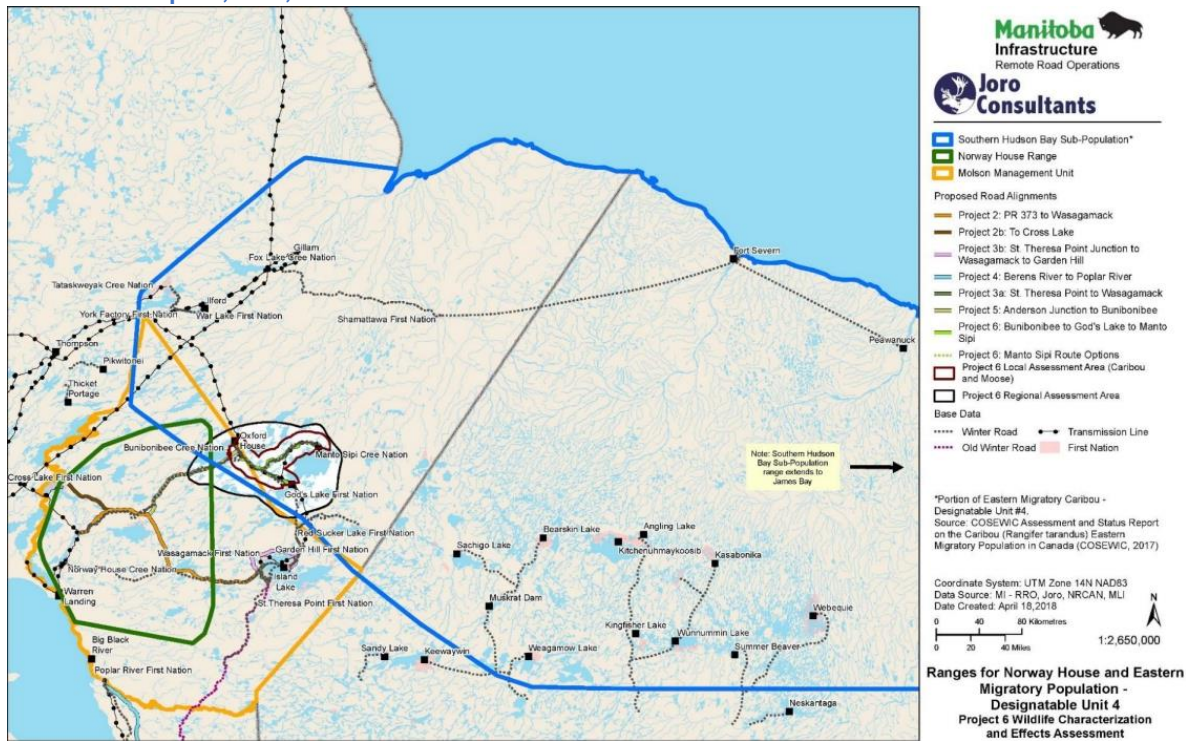 Gillam
Fox Lake Cree Nation
Tataskweyak Cree Nation
Ilford
York Factory First Nation
War Lake First Nation
Shamattawa First Nation
Fort Severn
Peawanuck
Thompson
Pikwitonei
Thicket
Portage
Oxford
House
Bunibonibee Cree Nation
Manto Sipi Cree Nation
Cross Lake First Nation
God's Lake First Nation
Red Sucker Lake First Nation
Wasagamack First Nation
Garden Hill First Nation
Island
Lake
Norway House Cree Nation
St. Theresa Point First Nation
Warren
Landing
Big Black
River
Poplar River First Nation
Note: Southern Hudson
Bay Sub-Population
range extends to
James Bay
Bearskin Lake
Angling Lake
Sachigo Lake
Kitchenuhmaykoosib
Kasabonika
Muskrat Dam
Webequie
Kingfisher Lake
Wunnummin Lake
Sandy Lake
Keewaywin
Weagamow Lake
Summer Beaver
Neskantaga
Manitoba
Infrastructure
Remote Road Operations
Joro
Consultants
Southern Hudson Bay Sub-Population*
Norway House Range
Molson Management Unit
Proposed Road Alignments
Project 2: PR 373 to Wasagamack
Project 2b: To Cross Lake
Project 3b: St. Theresa Point Junction to
Wasagamack to Garden Hill
Project 4: Berens River to Poplar River
Project 3a: St. Theresa Point to Wasagamack
Project 5: Anderson Junction to Bunibonibee
Project 6: Bunibonibee to God's Lake to Manto
Sipi
Project 6: Manto Sipi Route Options
Project 6 Local Assessment Area (Caribou
and Moose)
Project 6 Regional Assessment Area
Base Data
Winter Road
Transmission Line
Old Winter Road
First Nation
*Portion of Eastern Migratory Caribou -
Designatable Unit #4.
Source: COSEWIC Assessment and Status Report
on the Caribou (Rangifer tarandus) Eastern
Migratory Population in Canada (COSEWIC, 2017)
Coordinate System: UTM Zone 14N NAD83
Data Source: MI - RRO, Joro, NRCAN, MLI
Date Created: April 18,2018
N
0 40 80 Kilometres
0 20 40 Miles
1:2,650,000
Ranges for Norway House and Eastern
Migratory Population -
Designatable Unit 4
Project 6 Wildlife Characterization
and Effects Assessment